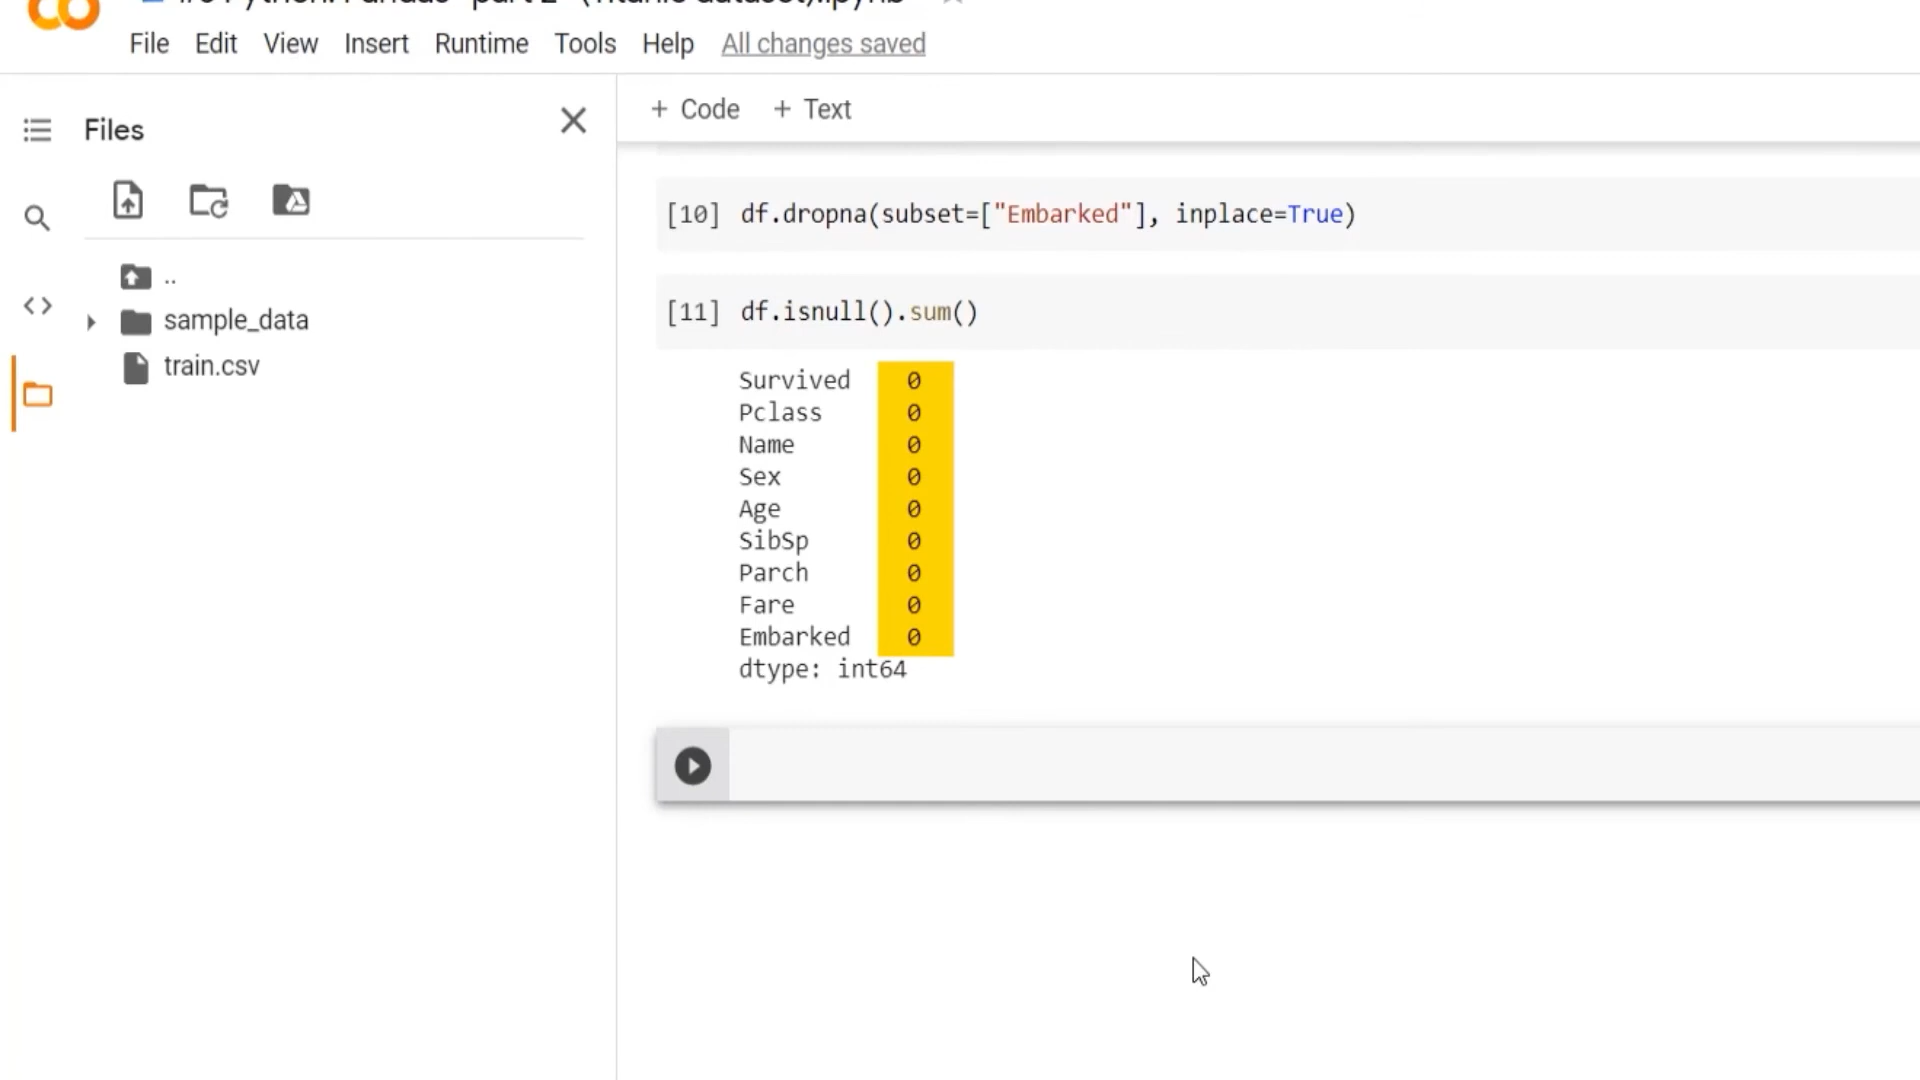 File Edit View Insert Runtime Tools Help All changes saved
Files
+ Code + Text
..
sample_data
train.csv
[10] df.dropna(subset=["Embarked"], inplace=True)
[11] df.isnull().sum()
Survived 0
Pclass 0
Name 0
Sex 0
Age 0
SibSp 0
Parch 0
Fare 0
Embarked 0
dtype: int64